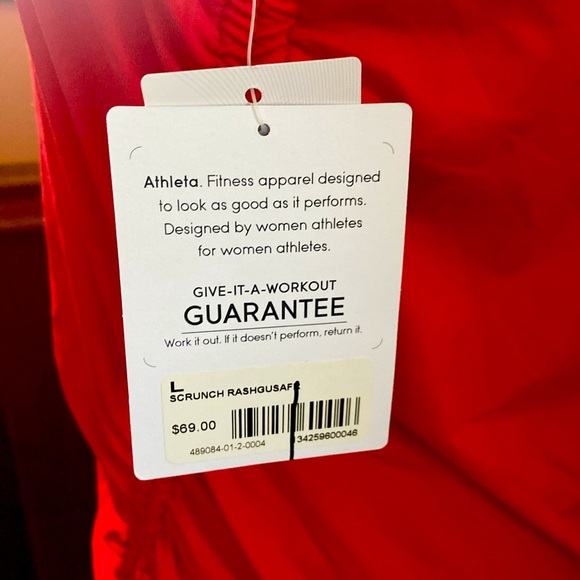 Athleta. Fitness apparel designed
to look as good as it performs.
Designed by women athletes
for women athletes.
GIVE-IT-A-WORKOUT
GUARANTEE
Work it out. If it doesn't perform, return it.
L
SCRUNCH RASHGUSAFE
$69.00
489084-01-2-0004
34259600046